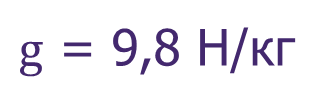 g = 9,8 Н/кг